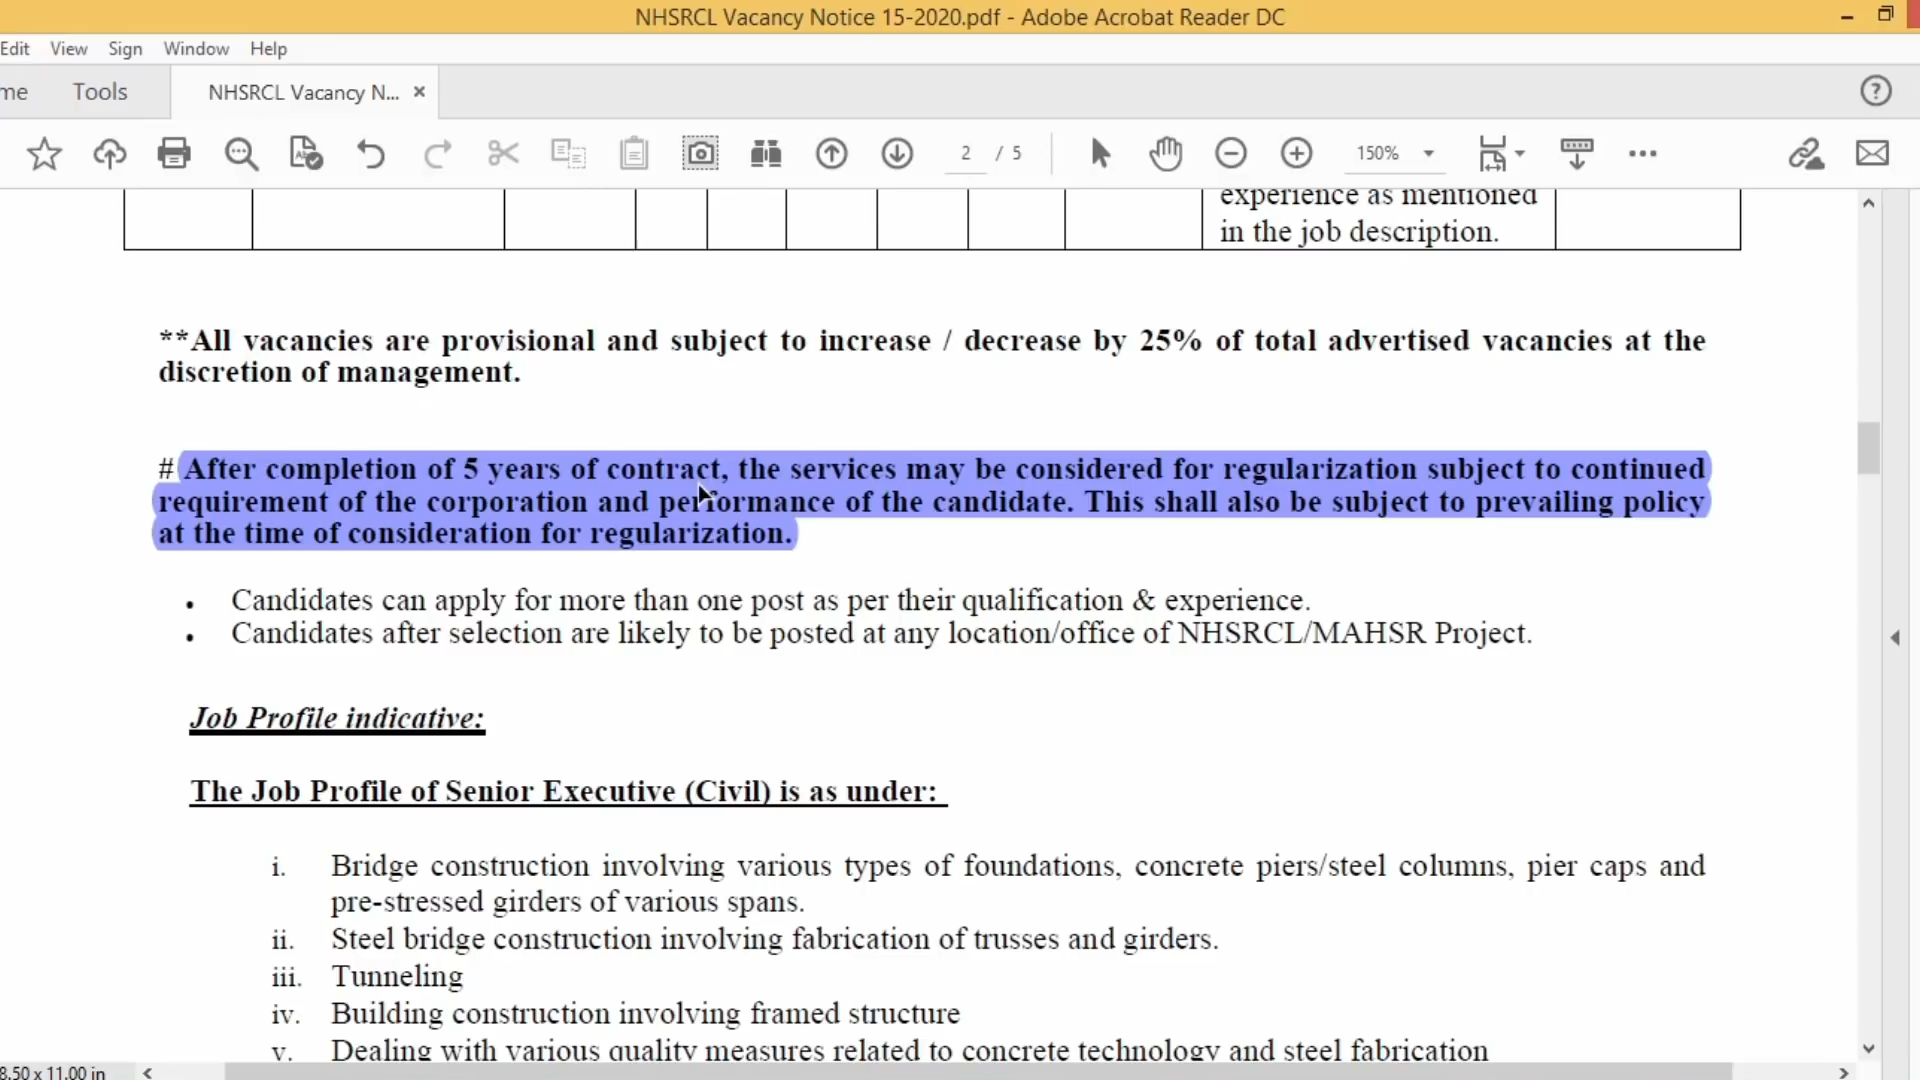 NHSRCL Vacancy Notice 15-2020.pdf - Adobe Acrobat Reader DC
Edit View Sign Window Help
me Tools NHSRCL Vacancy N... ×
2 / 5 150%
experience as mentioned
in the job description.
**All vacancies are provisional and subject to increase / decrease by 25% of total advertised vacancies at the
discretion of management.
# After completion of 5 years of contract, the services may be considered for regularization subject to continued
requirement of the corporation and performance of the candidate. This shall also be subject to prevailing policy
at the time of consideration for regularization.
• Candidates can apply for more than one post as per their qualification & experience.
• Candidates after selection are likely to be posted at any location/office of NHSRCL/MAHSR Project.
Job Profile indicative:
The Job Profile of Senior Executive (Civil) is as under:
i. Bridge construction involving various types of foundations, concrete piers/steel columns, pier caps and
pre-stressed girders of various spans.
ii. Steel bridge construction involving fabrication of trusses and girders.
iii. Tunneling
iv. Building construction involving framed structure
v. Dealing with various quality measures related to concrete technology and steel fabrication
8.50 x 11.00 in